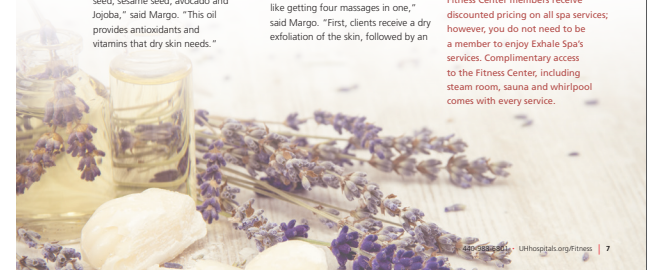 seed, sesame seed, avocado and
Jojoba," said Margo. "This oil
provides antioxidants and
vitamins that dry skin needs."
like getting four massages in one,"
said Margo. "First, clients receive a dry
exfoliation of the skin, followed by an
Fitness Center members receive
discounted pricing on all spa services;
however, you do not need to be
a member to enjoy Exhale Spa's
services. Complimentary access
to the Fitness Center, including
steam room, sauna and whirlpool
comes with every service.
440-988-6801 · UHhospitals.org/Fitness | 7